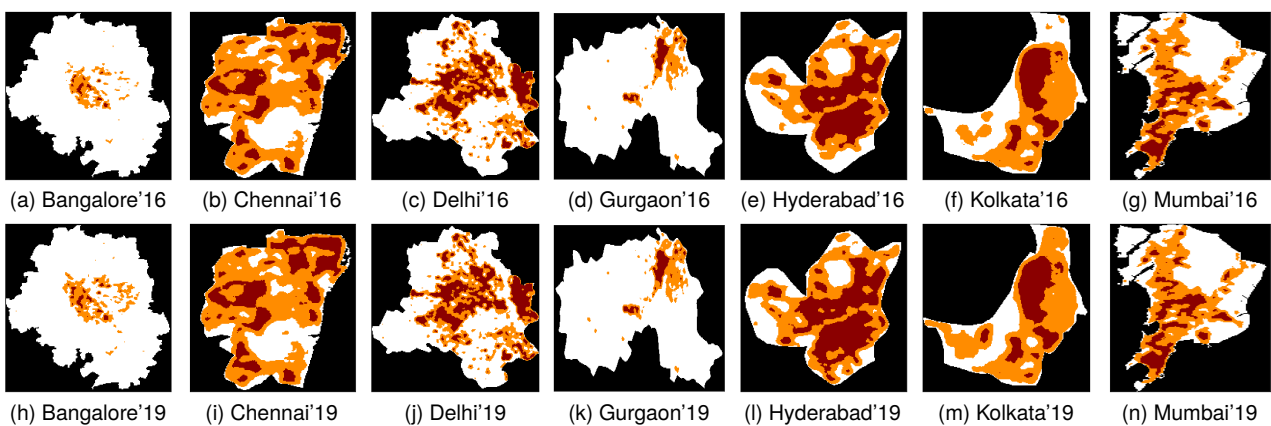 (a) Bangalore'16 (b) Chennai'16 (c) Delhi'16 (d) Gurgaon'16 (e) Hyderabad'16 (f) Kolkata'16 (g) Mumbai'16
(h) Bangalore'19 (i) Chennai'19 (j) Delhi'19 (k) Gurgaon'19 (l) Hyderabad'19 (m) Kolkata'19 (n) Mumbai'19